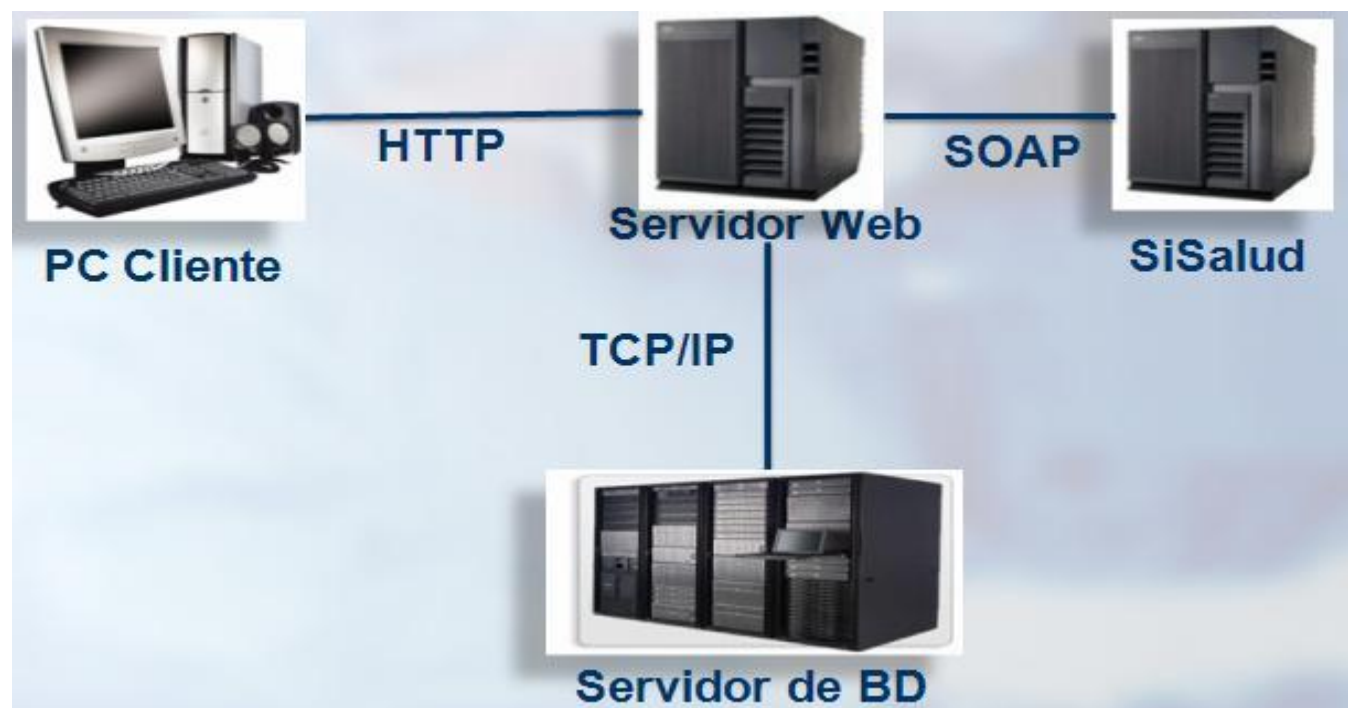 HTTP
SOAP
Servidor Web
PC Cliente
SiSalud
TCP/IP
Servidor de BD